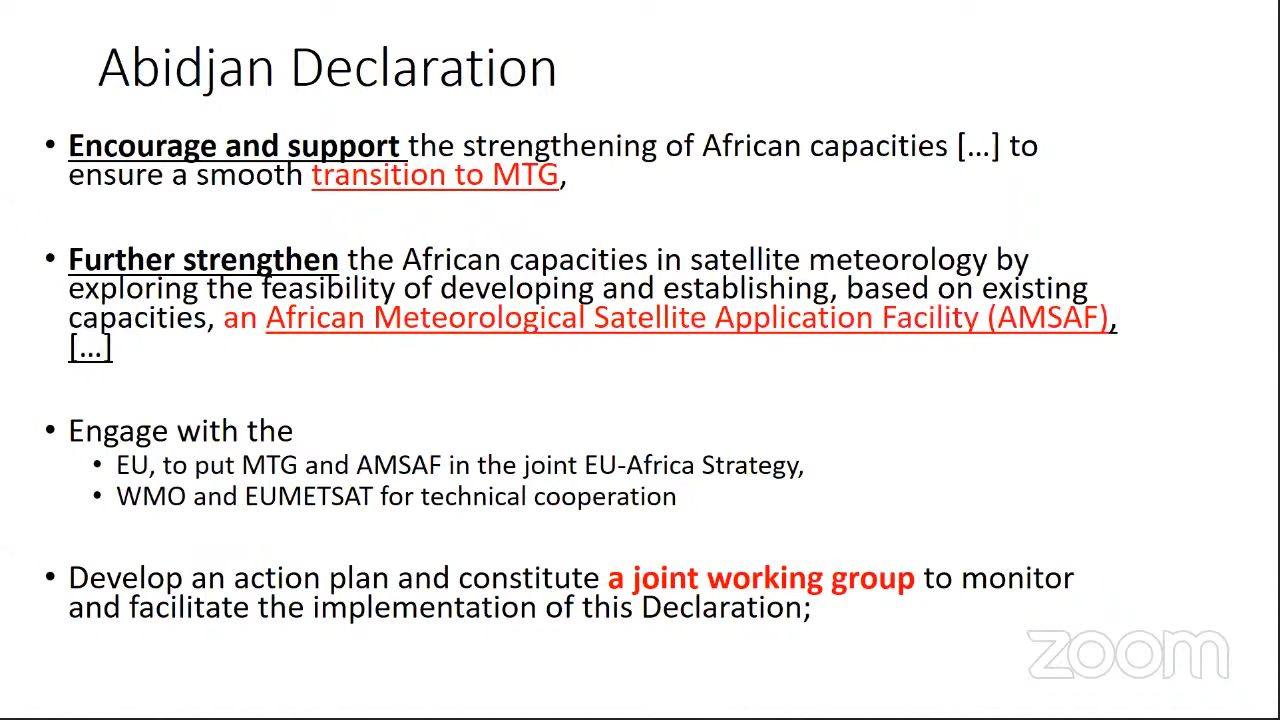 Abidjan Declaration
• Encourage and support the strengthening of African capacities […] to
ensure a smooth transition to MTG,
• Further strengthen the African capacities in satellite meteorology by
exploring the feasibility of developing and establishing, based on existing
capacities, an African Meteorological Satellite Application Facility (AMSAF),
[…]
• Engage with the
• EU, to put MTG and AMSAF in the joint EU-Africa Strategy,
• WMO and EUMETSAT for technical cooperation
• Develop an action plan and constitute a joint working group to monitor
and facilitate the implementation of this Declaration;
zoom